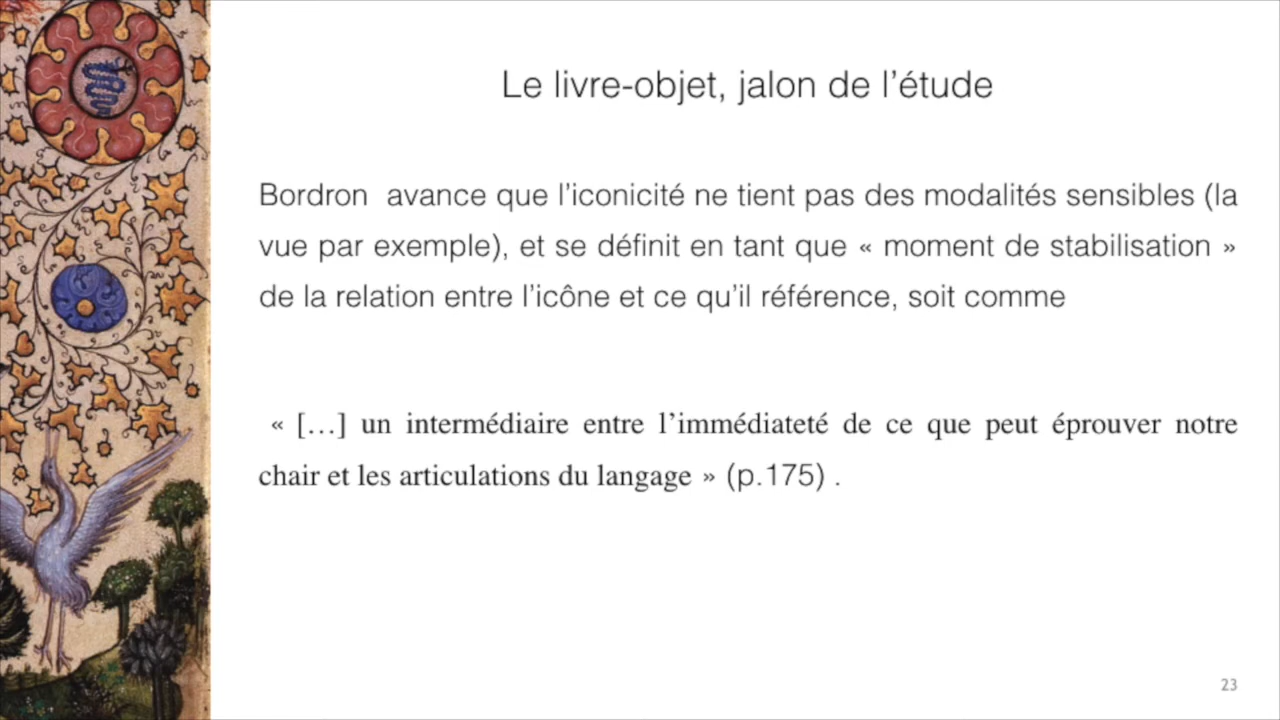 Le livre-objet, jalon de l’étude
Bordron avance que l’iconicité ne tient pas des modalités sensibles (la
vue par exemple), et se définit en tant que « moment de stabilisation »
de la relation entre l’icône et ce qu’il référence, soit comme
« […] un intermédiaire entre l’immédiateté de ce que peut éprouver notre
chair et les articulations du langage » (p.175) .
23